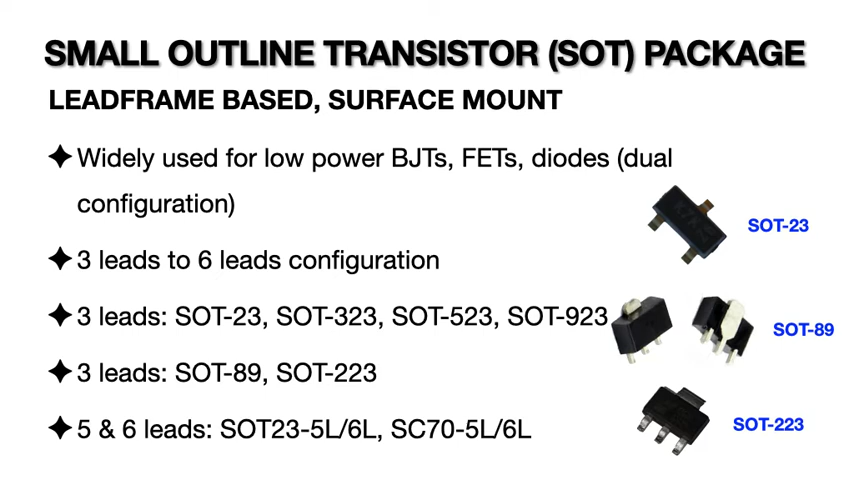 SMALL OUTLINE TRANSISTOR (SOT) PACKAGE
LEADFRAME BASED, SURFACE MOUNT
Widely used for low power BJTs, FETs, diodes (dual
configuration)
3 leads to 6 leads configuration
3 leads: SOT-23, SOT-323, SOT-523, SOT-923
3 leads: SOT-89, SOT-223
5 & 6 leads: SOT23-5L/6L, SC70-5L/6L
SOT-23
SOT-89
SOT-223